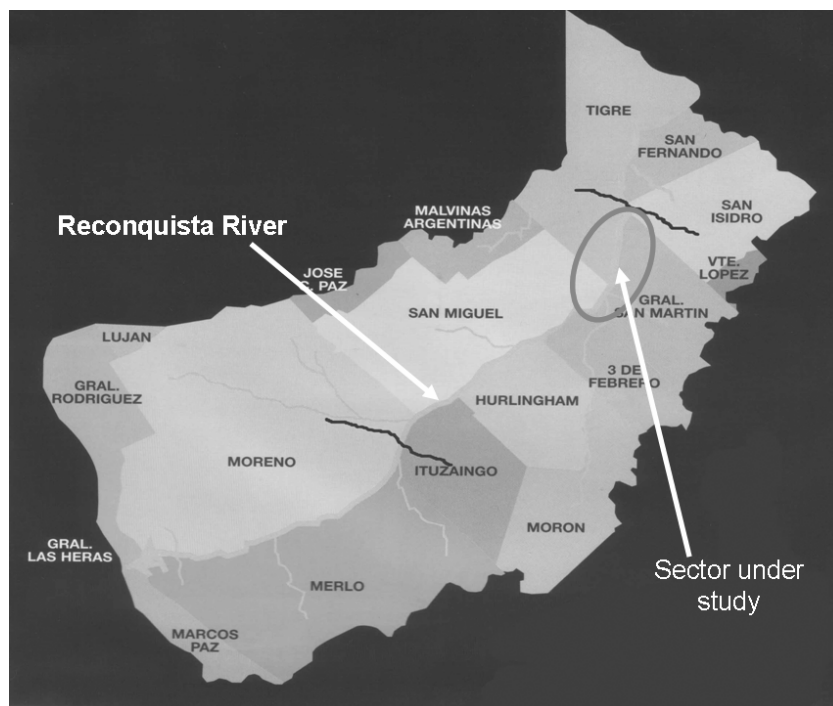 TIGRE
SAN
FERNANDO
SAN
ISIDRO
MALVINAS
ARGENTINAS
Reconquista River
VTE.
LOPEZ
JOSE
C. PAZ
GRAL.
SAN MARTIN
SAN MIGUEL
LUJAN
3 DE
FEBRERO
GRAL.
RODRIGUEZ
HURLINGHAM
MORENO
ITUZAINGO
MORON
GRAL.
LAS HERAS
Sector under
study
MERLO
MARCOS
PAZ